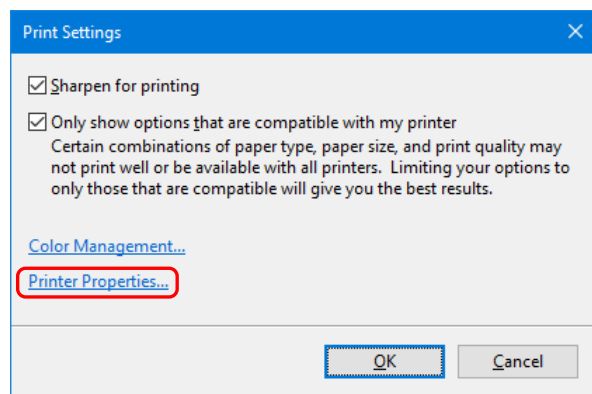 Print Settings
Sharpen for printing
Only show options that are compatible with my printer
Certain combinations of paper type, paper size, and print quality may
not print well or be available with all printers.  Limiting your options to
only those that are compatible will give you the best results.
Color Management...
Printer Properties...
OK
Cancel